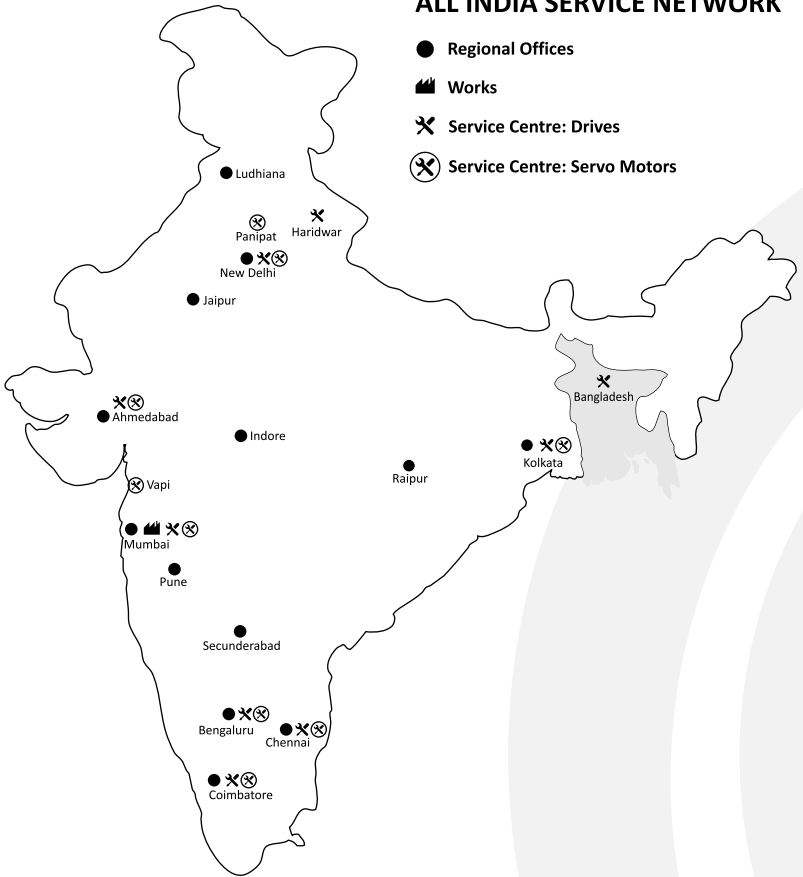 ALL INDIA SERVICE NETWORK
Regional Offices
Works
Service Centre: Drives
Service Centre: Servo Motors
Ludhiana
Panipat
Haridwar
New Delhi
Jaipur
Bangladesh
Ahmedabad
Indore
Kolkata
Raipur
Vapi
Mumbai
Pune
Secunderabad
Bengaluru
Chennai
Coimbatore